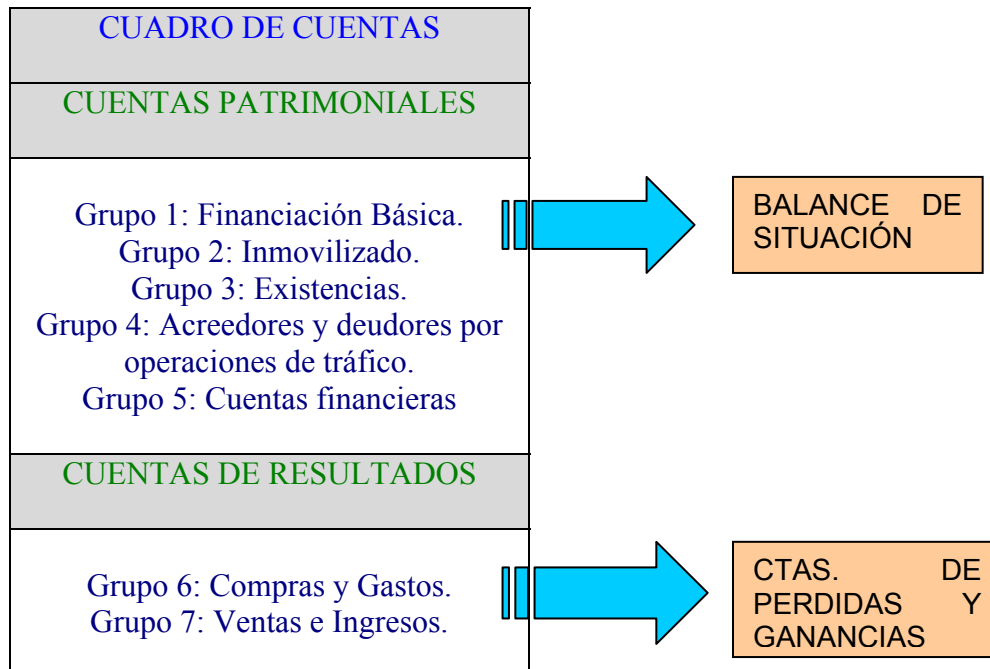 CUADRO DE CUENTAS
CUENTAS PATRIMONIALES
Grupo 1: Financiación Básica.
Grupo 2: Inmovilizado.
Grupo 3: Existencias.
Grupo 4: Acreedores y deudores por
operaciones de tráfico.
Grupo 5: Cuentas financieras
BALANCE DE
SITUACIÓN
CUENTAS DE RESULTADOS
Grupo 6: Compras y Gastos.
Grupo 7: Ventas e Ingresos.
CTAS. DE
PERDIDAS Y
GANANCIAS